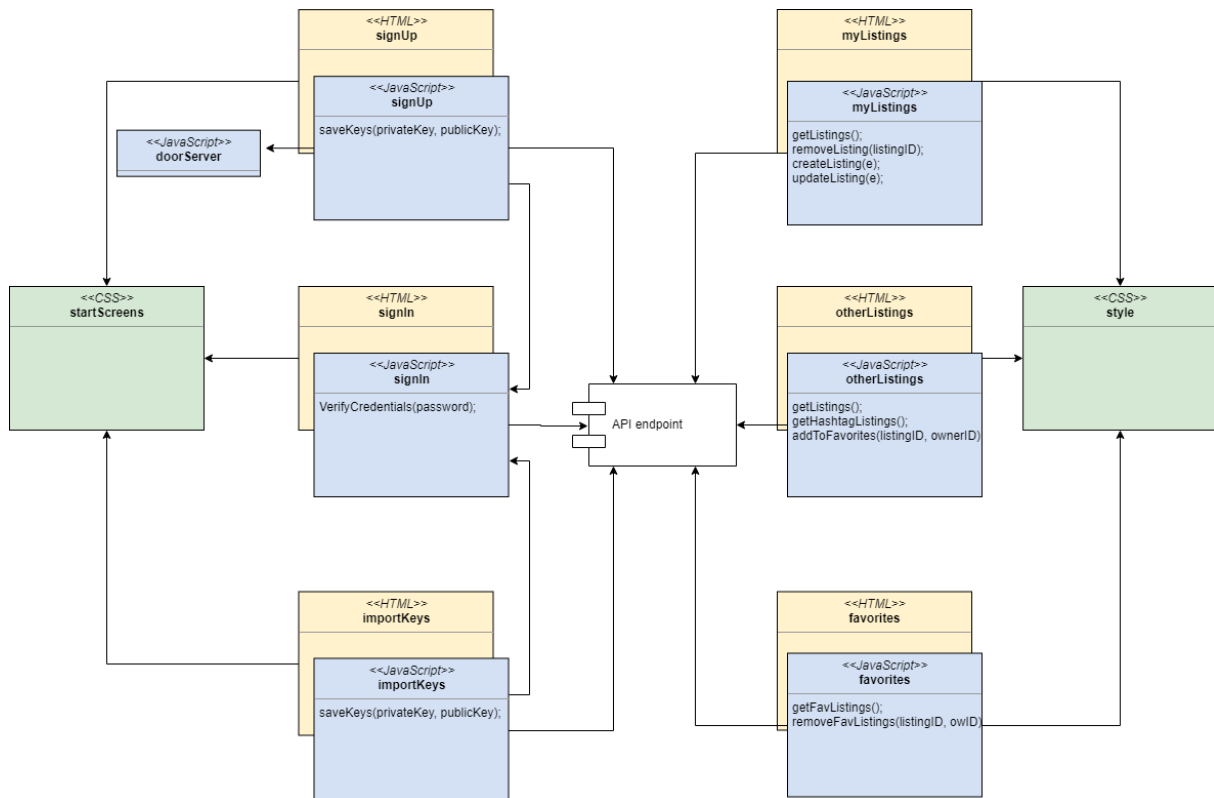 <<HTML>>
signUp
<<JavaScript>>
signUp
saveKeys(privateKey, publicKey);
<<JavaScript>>
doorServer
<<CSS>>
startScreens
<<HTML>>
signIn
<<JavaScript>>
signIn
VerifyCredentials(password);
<<HTML>>
importKeys
<<JavaScript>>
importKeys
saveKeys(privateKey, publicKey);
API endpoint
<<HTML>>
myListings
<<JavaScript>>
myListings
getListings();
removeListing(listingID);
createListing(e);
updateListing(e);
<<HTML>>
otherListings
<<JavaScript>>
otherListings
getListings();
getHashtagListings();
addToFavorites(listingID, ownerID)
<<CSS>>
style
<<HTML>>
favorites
<<JavaScript>>
favorites
getFavListings();
removeFavListings(listingID, owID)